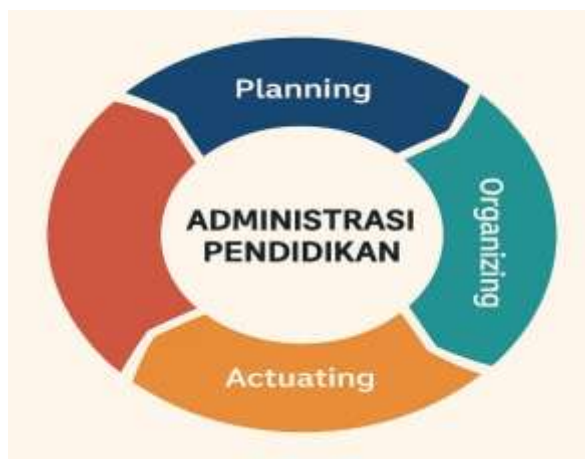 Planning
Organizing
ADMINISTRASI
PENDIDIKAN
Actuating